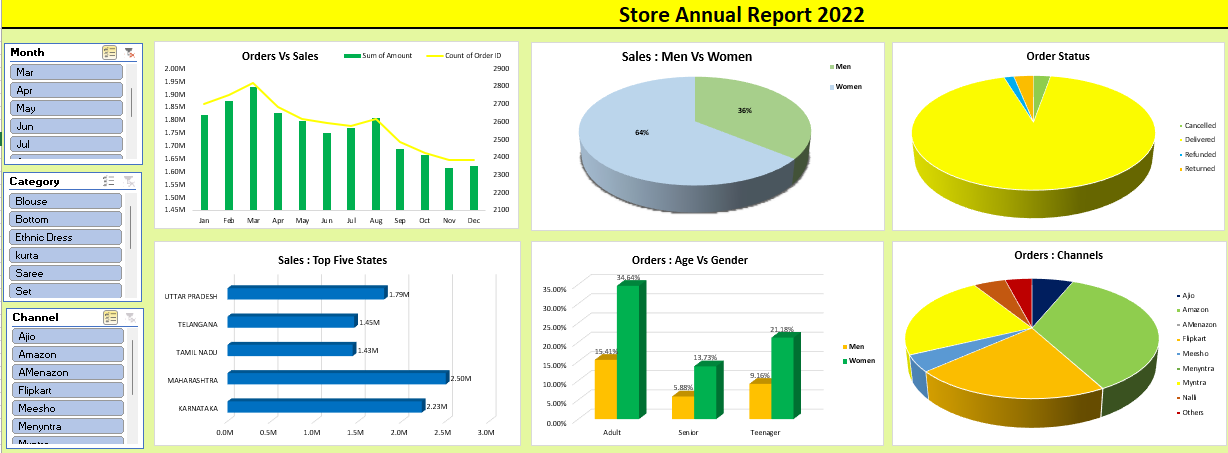 Store Annual Report 2022
Month
Mar
Apr
May
Jun
Jul
Category
Blouse
Bottom
Ethnic Dress
kurta
Saree
Set
Channel
Ajio
Amazon
AMenazon
Flipkart
Meesho
Menyntra
Orders Vs Sales
Sum of Amount
Count of Order ID
2.00M
1.95M
1.90M
1.85M
1.80M
1.75M
1.70M
1.65M
1.60M
1.55M
1.50M
1.45M
2900
2800
2700
2600
2500
2400
2300
2200
2100
Jan Feb Mar Apr May Jun Jul Aug Sep Oct Nov Dec
Sales : Men Vs Women
Men
Women
36%
64%
Order Status
Cancelled
Delivered
Refunded
Returned
Sales : Top Five States
UTTAR PRADESH 1.79M
TELANGANA 1.45M
TAMIL NADU 1.43M
MAHARASHTRA 2.50M
KARNATAKA 2.23M
0.0M 0.5M 1.0M 1.5M 2.0M 2.5M 3.0M
Orders : Age Vs Gender
35.00%
30.00%
25.00%
20.00%
15.00%
10.00%
5.00%
0.00%
15.41%
34.64%
5.88%
13.73%
9.16%
21.18%
Adult Senior Teenager
Men
Women
Orders : Channels
Ajio
Amazon
AMenazon
Flipkart
Meesho
Menyntra
Myntra
Nalli
Others